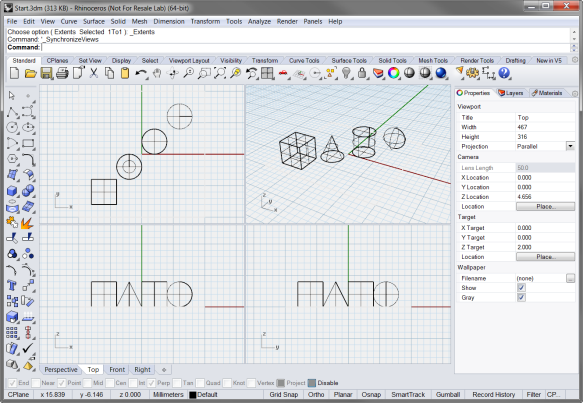 Start.3dm (313 KB) - Rhinoceros (Not For Resale Lab) (64-bit)
File Edit View Curve Surface Solid Mesh Dimension Transform Tools Analyze Render Panels Help
Choose option ( Extents Selected 1To1 ): _Extents
Command: '_SynchronizeViews
Command:
Standard CPlanes Set View Display Select Viewport Layout Visibility Transform Curve Tools Surface Tools Solid Tools Mesh Tools Render Tools Drafting New in V5
Properties Layers Materials
Viewport
Title Top
Width 467
Height 316
Projection Parallel
Camera
Lens Length 50.0
X Location 0.000
Y Location 0.000
Z Location 4.656
Location Place...
Target
X Target 0.000
Y Target 0.000
Z Target 2.000
Location Place...
Wallpaper
Filename (none) ...
Show
Gray
y x
z y x
z x
z y
Perspective Top Front Right
End Near Point Mid Cen Int Perp Tan Quad Knot Vertex Project Disable
CPlane x 15.839 y -6.146 z 0.000 Millimeters Default Grid Snap Ortho Planar Osnap SmartTrack Gumball Record History Filter CP...